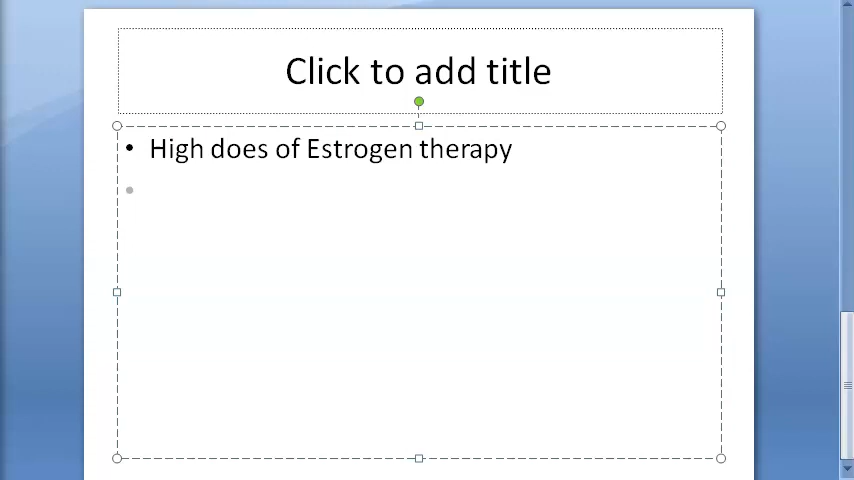 Click to add title
• High does of Estrogen therapy
•